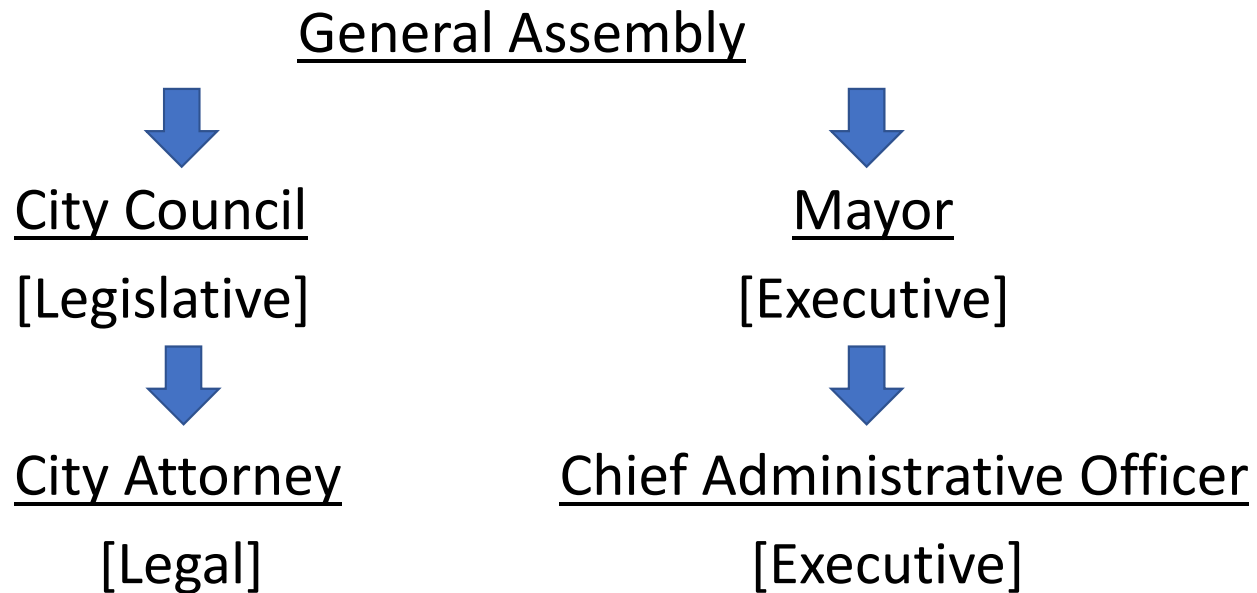 General Assembly
City Council
Mayor
[Legislative]
[Executive]
City Attorney
Chief Administrative Officer
[Legal]
[Executive]